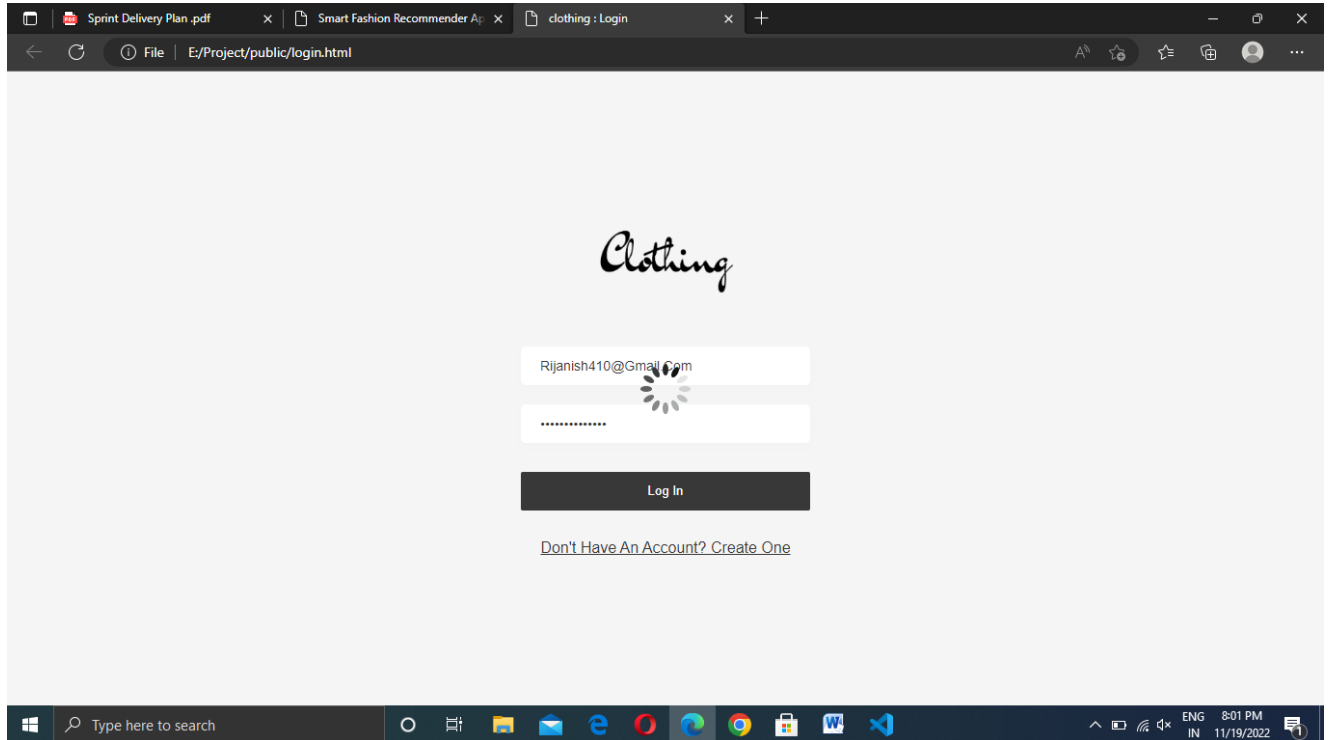 Sprint Delivery Plan .pdf
Smart Fashion Recommender Ap
clothing : Login
File
E:/Project/public/login.html
Clothing
Rijanish410@Gmail.Com
••••••••••••••
Log In
Don't Have An Account? Create One
Type here to search
ENG 8:01 PM
IN 11/19/2022
1